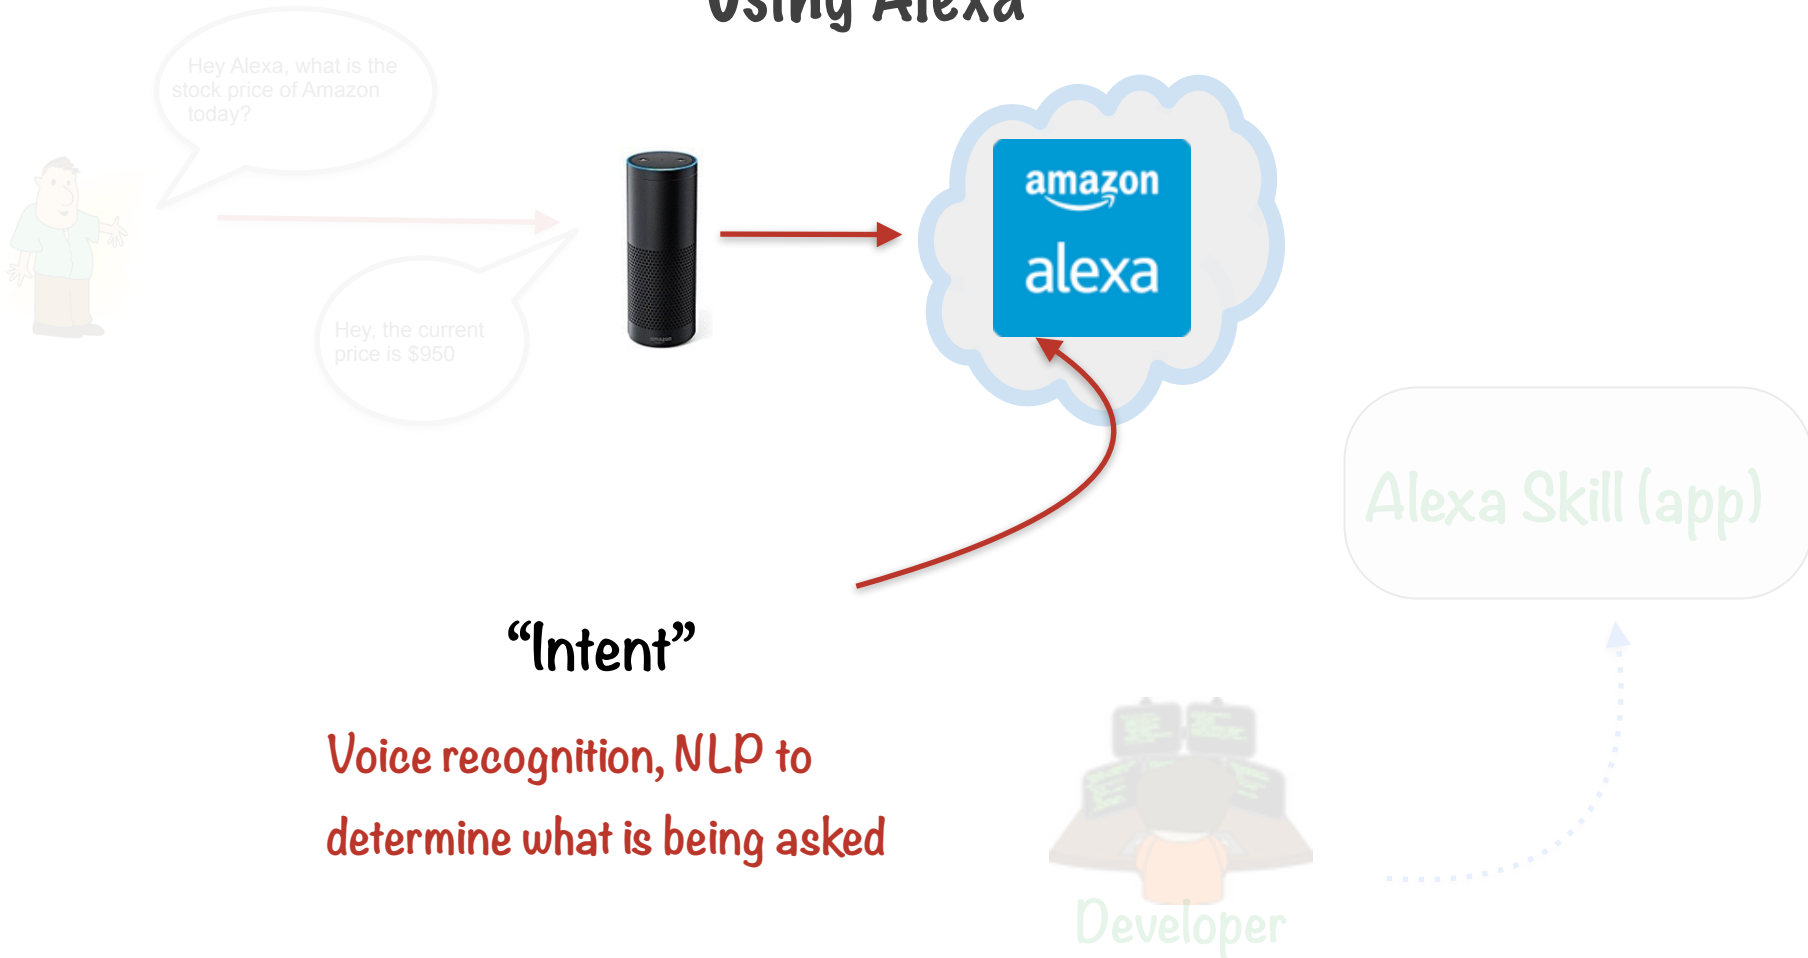 Using Alexa
Hey Alexa, what is the
stock price of Amazon
today?
amazon
alexa
amazon
Hey, the current
price is $950
Alexa Skill (app)
“Intent”
Voice recognition, NLP to
determine what is being asked
Developer